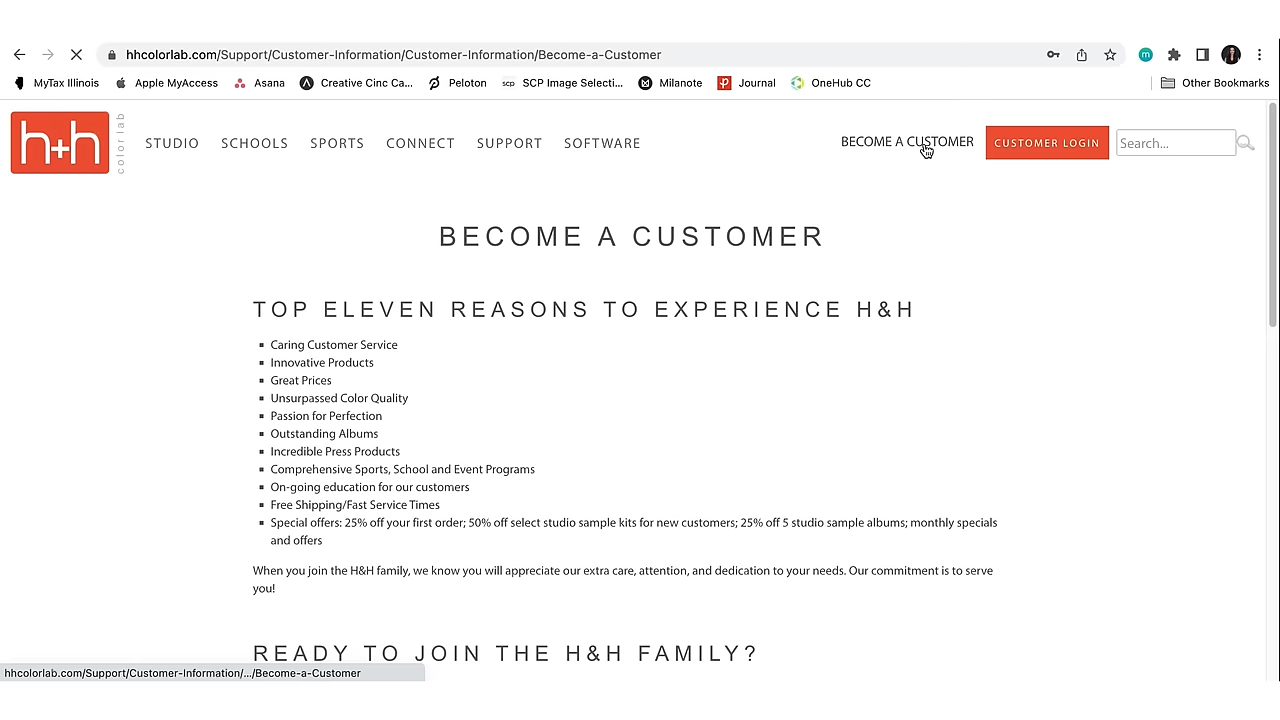 hhcolorlab.com/Support/Customer-Information/Customer-Information/Become-a-Customer
m
MyTax Illinois
Apple MyAccess
Asana
Creative Cinc Ca...
Peloton
scp SCP Image Selecti...
Milanote
Journal
OneHub CC
Other Bookmarks
h+h colorlab
STUDIO SCHOOLS SPORTS CONNECT SUPPORT SOFTWARE
BECOME A CUSTOMER
CUSTOMER LOGIN
Search...
BECOME A CUSTOMER
TOP ELEVEN REASONS TO EXPERIENCE H&H
Caring Customer Service
Innovative Products
Great Prices
Unsurpassed Color Quality
Passion for Perfection
Outstanding Albums
Incredible Press Products
Comprehensive Sports, School and Event Programs
On-going education for our customers
Free Shipping/Fast Service Times
Special offers: 25% off your first order; 50% off select studio sample kits for new customers; 25% off 5 studio sample albums; monthly specials
and offers
When you join the H&H family, we know you will appreciate our extra care, attention, and dedication to your needs. Our commitment is to serve
you!
READY TO JOIN THE H&H FAMILY?
hhcolorlab.com/Support/Customer-Information/.../Become-a-Customer